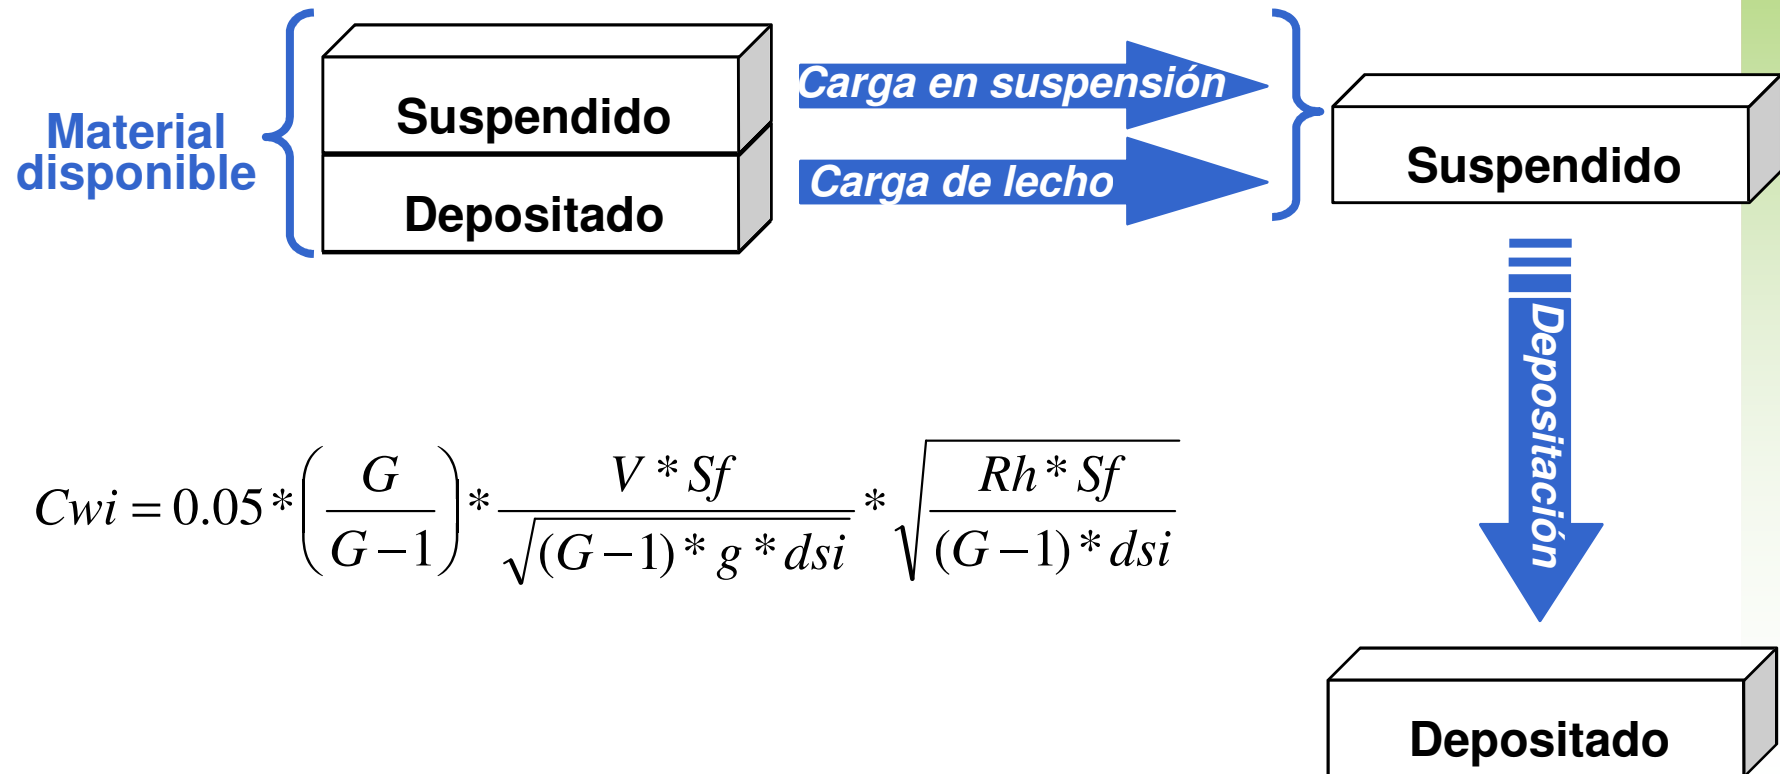 Material
disponible
Suspendido
Depositado
Carga en suspensión
Carga de lecho
Suspendido
Depositación
Cwi = 0.05 * (G / (G − 1)) * (V * Sf / √((G − 1) * g * dsi)) * √(Rh * Sf / ((G − 1) * dsi))
Depositado